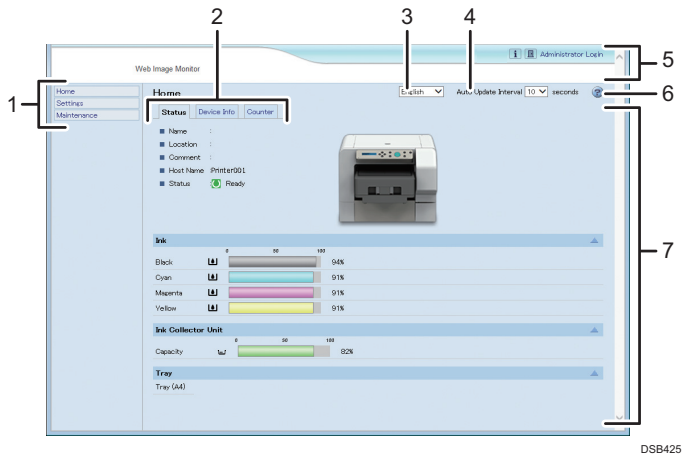 2 3 4
Administrator Login
5
Web Image Monitor
1
Home
Settings
Maintenance
Home
English Auto Update Interval 10 seconds
6
Status Device Info Counter
7
Name :
Location :
Comment :
Host Name :Printer001
Status : Ready
Ink
0 50 100
Black 94%
Cyan 91%
Magenta 91%
Yellow 91%
Ink Collector Unit
0 50 100
Capacity 82%
Tray
Tray (A4)
DSB425